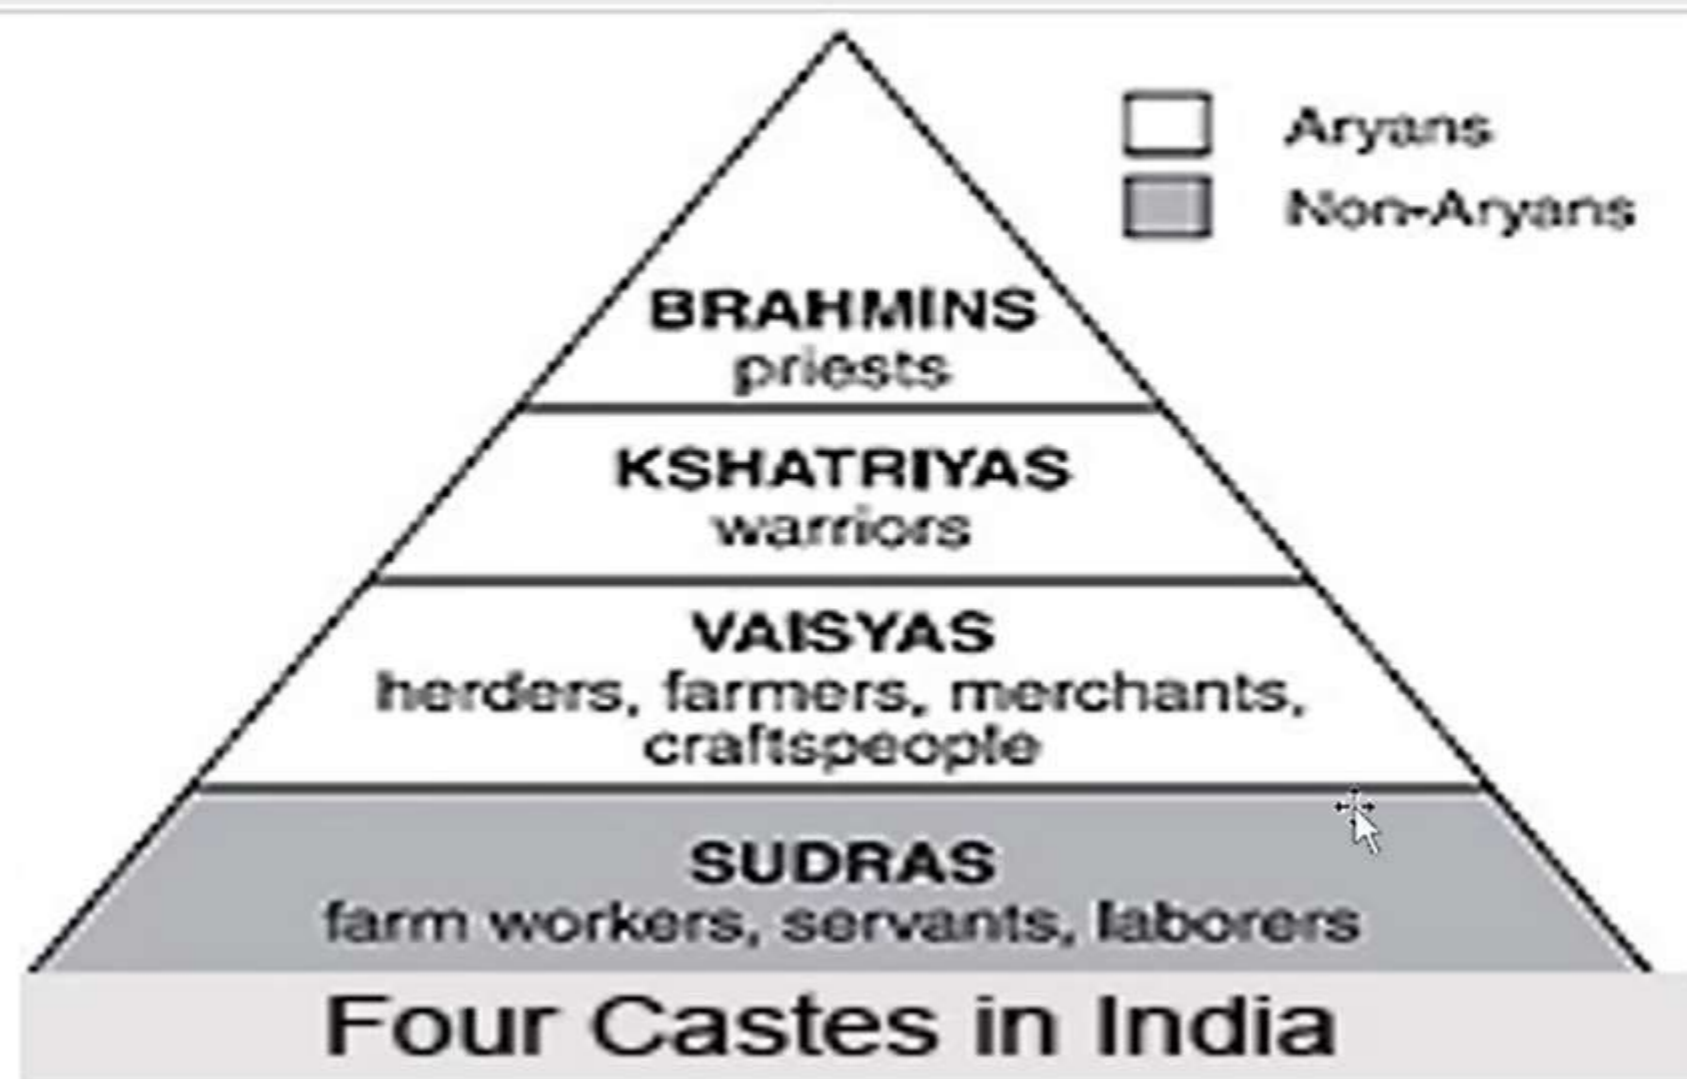 Aryans
Non-Aryans
BRAHMINS
priests
KSHATRIYAS
warriors
VAISYAS
herders, farmers, merchants,
craftspeople
SUDRAS
farm workers, servants, laborers
Four Castes in India